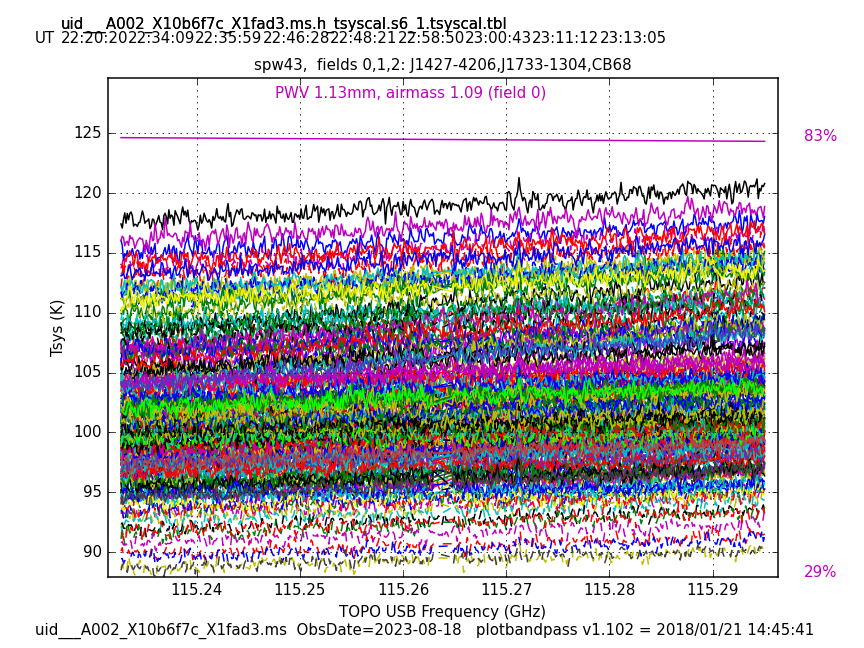 uid___A002_X10b6f7c_X1fad3.ms.h_tsyscal.s6_1.tsyscal.tbl
UT 22:20:20 22:34:09 22:35:59 22:46:28 22:48:21 22:58:50 23:00:43 23:11:12 23:13:05
spw43, fields 0,1,2: J1427-4206,J1733-1304,CB68
PWV 1.13mm, airmass 1.09 (field 0)
83%
125
120
115
110
105
100
95
90
Tsys (K)
29%
115.24 115.25 115.26 115.27 115.28 115.29
TOPO USB Frequency (GHz)
uid___A002_X10b6f7c_X1fad3.ms ObsDate=2023-08-18 plotbandpass v1.102 = 2018/01/21 14:45:41